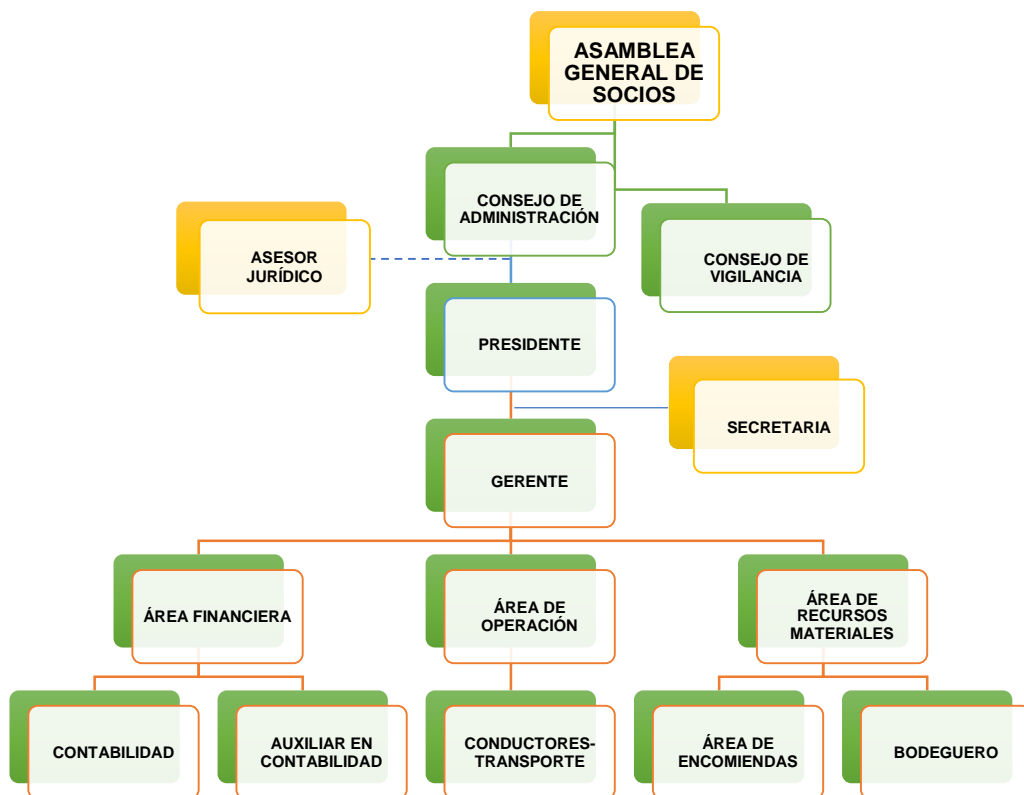 ASAMBLEA
GENERAL DE
SOCIOS
CONSEJO DE
ADMINISTRACIÓN
ASESOR
JURÍDICO
CONSEJO DE
VIGILANCIA
PRESIDENTE
SECRETARIA
GERENTE
ÁREA FINANCIERA
ÁREA DE
OPERACIÓN
ÁREA DE
RECURSOS
MATERIALES
CONTABILIDAD
AUXILIAR EN
CONTABILIDAD
CONDUCTORES-
TRANSPORTE
ÁREA DE
ENCOMIENDAS
BODEGUERO